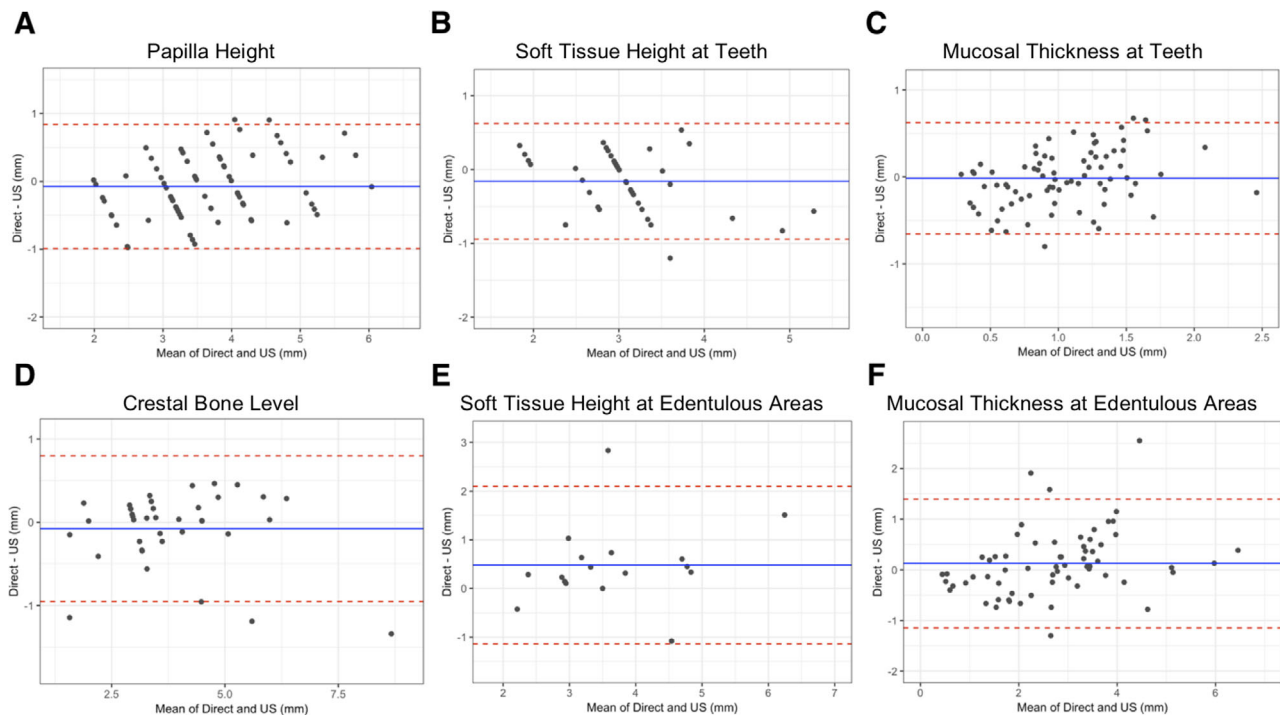 A
Papilla Height
Direct - US (mm)
1
0
-1
-2
2 3 4 5 6
Mean of Direct and US (mm)
B
Soft Tissue Height at Teeth
Direct - US (mm)
1
0
-1
-2
2 3 4 5
Mean of Direct and US (mm)
C
Mucosal Thickness at Teeth
Direct - US (mm)
1
0
-1
0.0 0.5 1.0 1.5 2.0 2.5
Mean of Direct and US (mm)
D
Crestal Bone Level
Direct - US (mm)
1
0
-1
2.5 5.0 7.5
Mean of Direct and US (mm)
E
Soft Tissue Height at Edentulous Areas
Direct - US (mm)
3
2
1
0
-1
2 3 4 5 6 7
Mean of Direct and US (mm)
F
Mucosal Thickness at Edentulous Areas
Direct - US (mm)
2
1
0
-1
-2
0 2 4 6
Mean of Direct and US (mm)